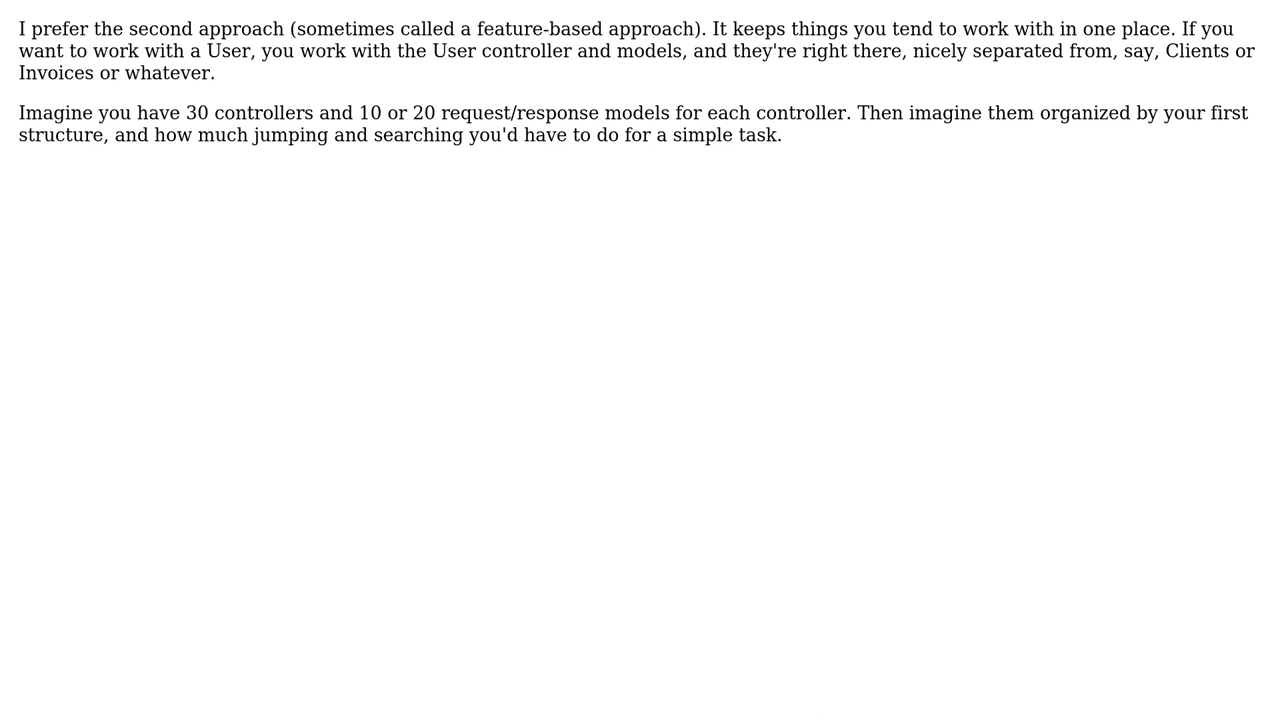 I prefer the second approach (sometimes called a feature-based approach). It keeps things you tend to work with in one place. If you
want to work with a User, you work with the User controller and models, and they're right there, nicely separated from, say, Clients or
Invoices or whatever.
Imagine you have 30 controllers and 10 or 20 request/response models for each controller. Then imagine them organized by your first
structure, and how much jumping and searching you'd have to do for a simple task.